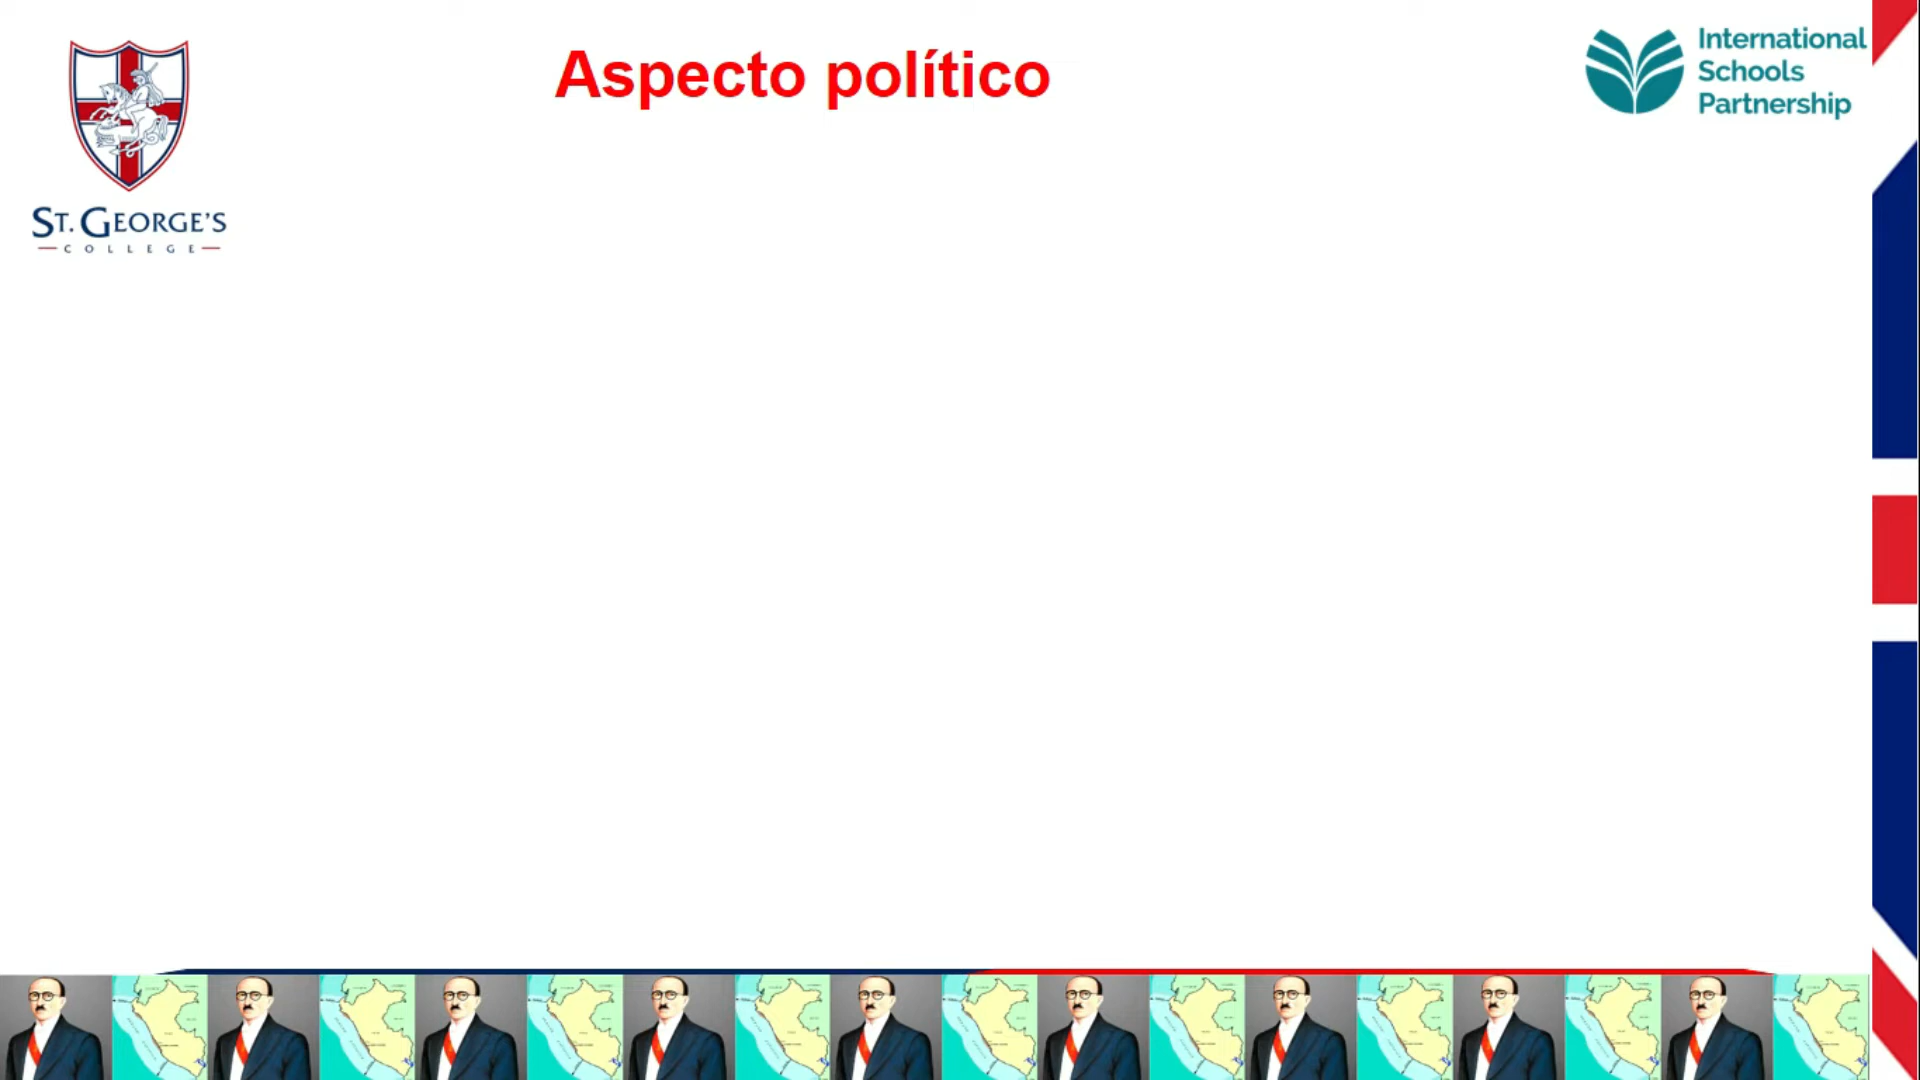 Aspecto político
International
Schools
Partnership
ST. GEORGE'S
COLLEGE